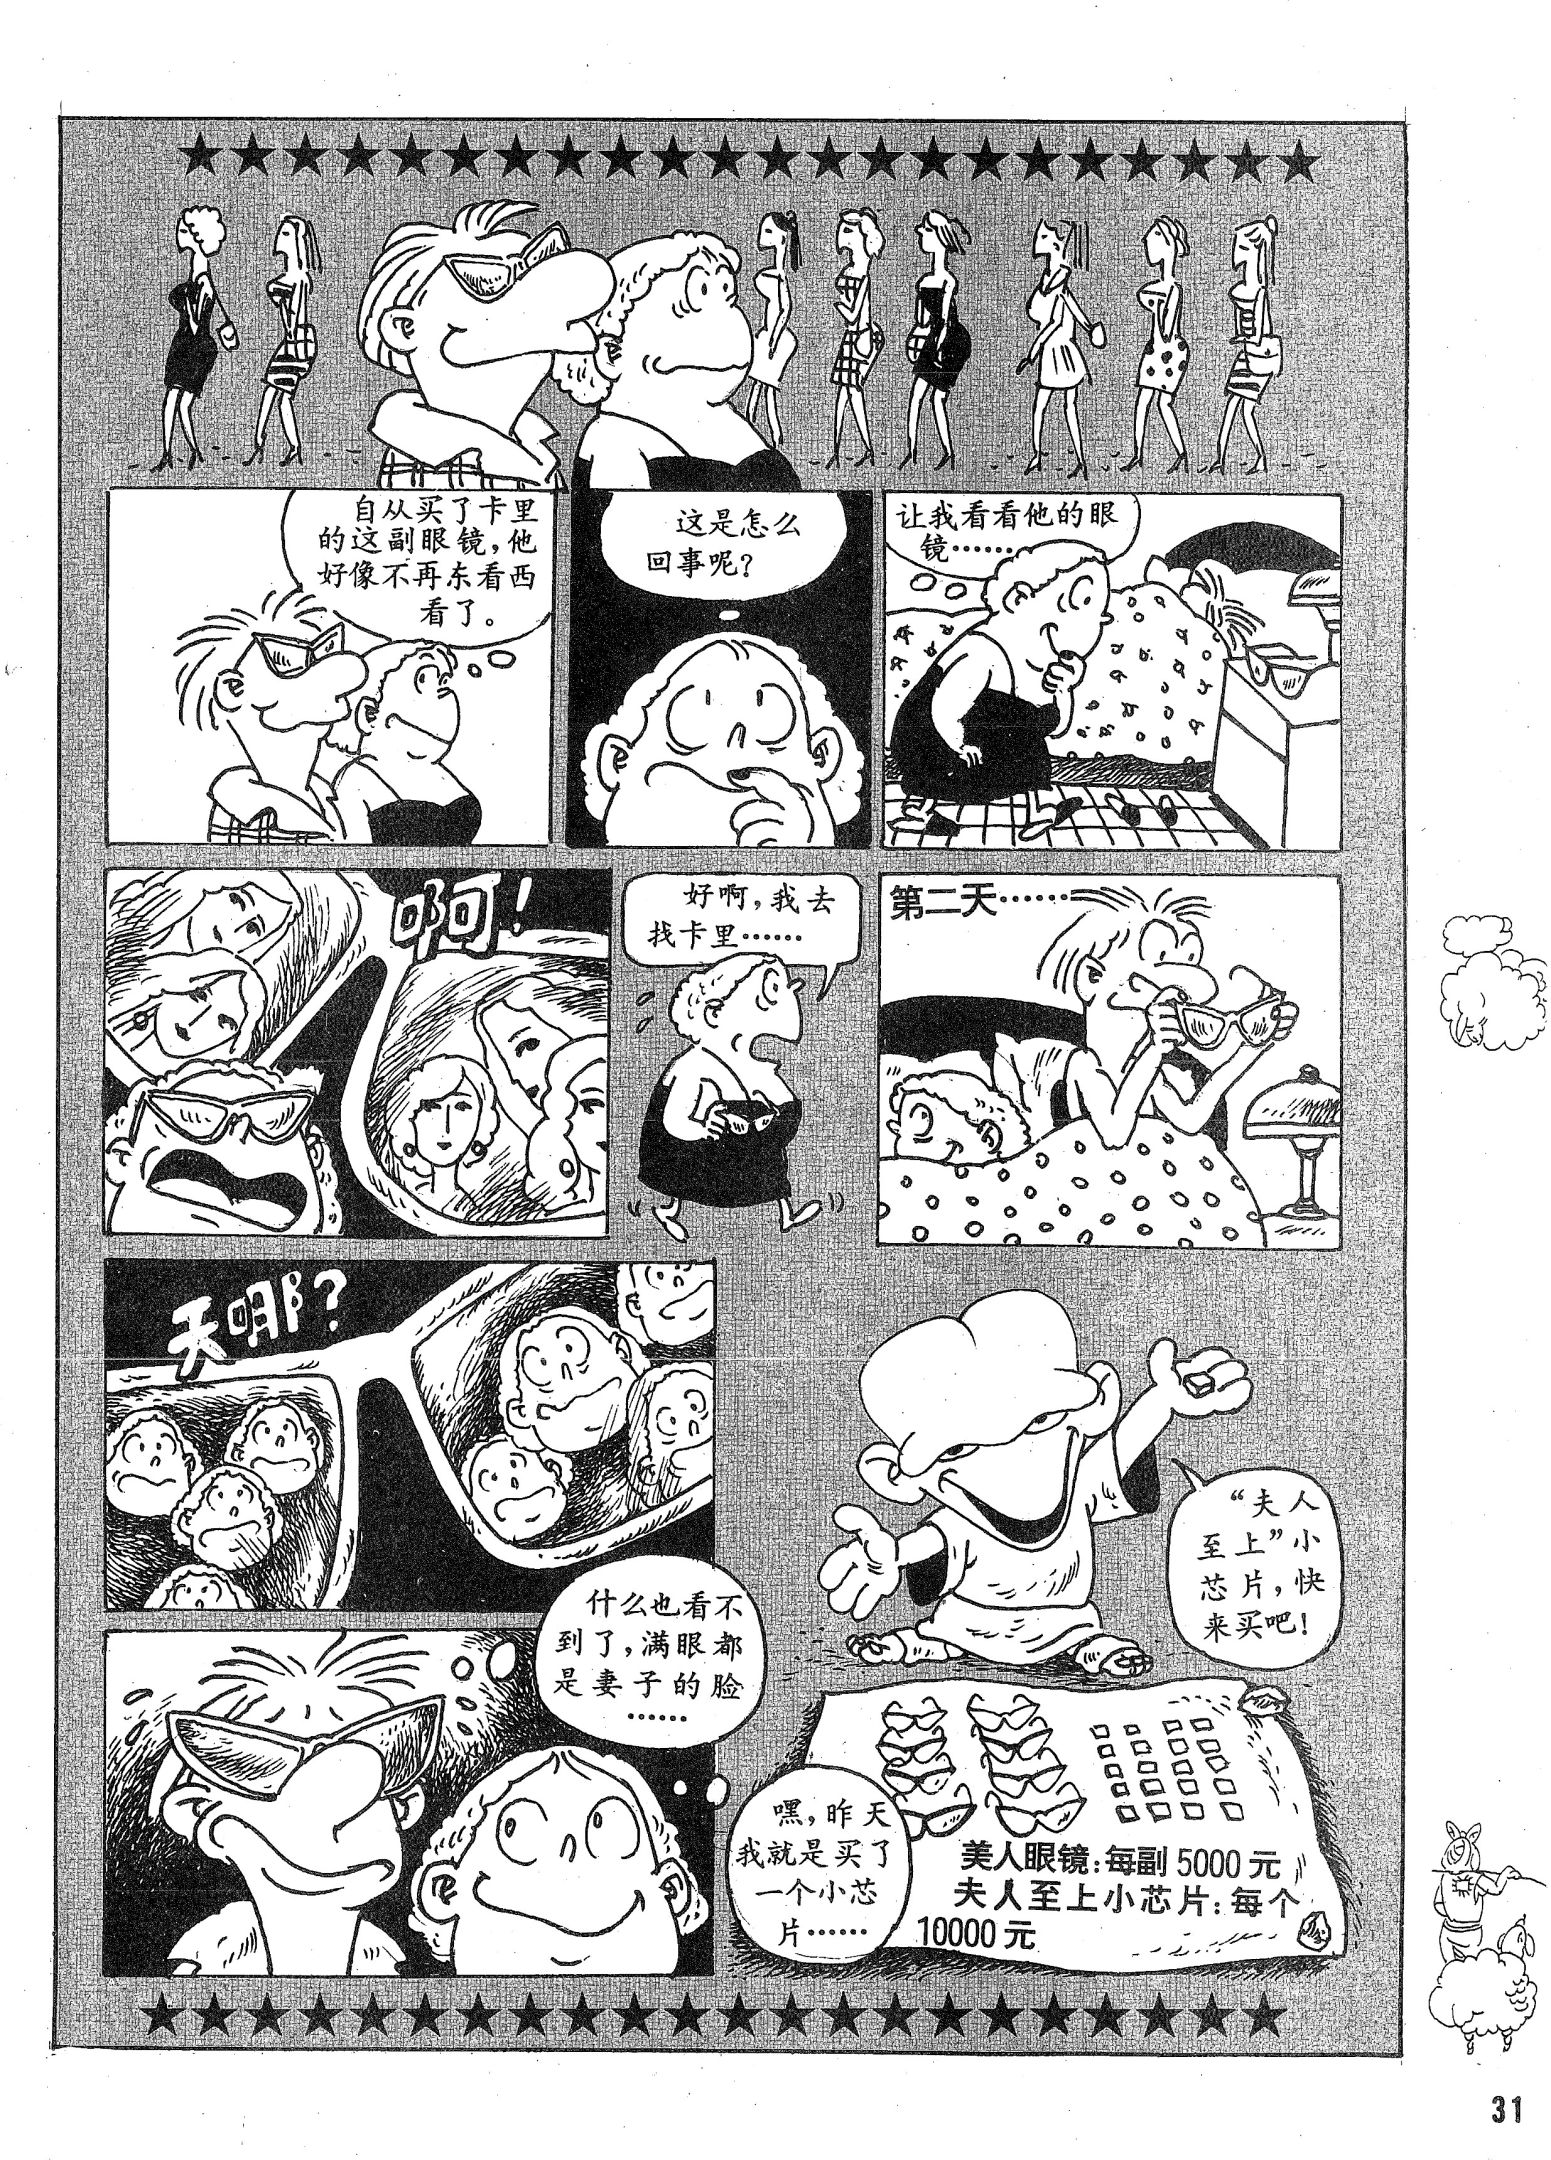 自从买了卡里
的这副眼镜，他
好像不再东看西
看了。
这是怎么
回事呢？
让我看看他的眼
镜……
啊！
好啊，我去
找卡里……
第二天……
天哪？
什么也看不
到了，满眼都
是妻子的脸
……
“夫人
至上”小
芯片，快
来买吧！
嘿，昨天
我就是买了
一个小芯
片……
美人眼镜：每副5000元
夫人至上小芯片：每个
10000元
31